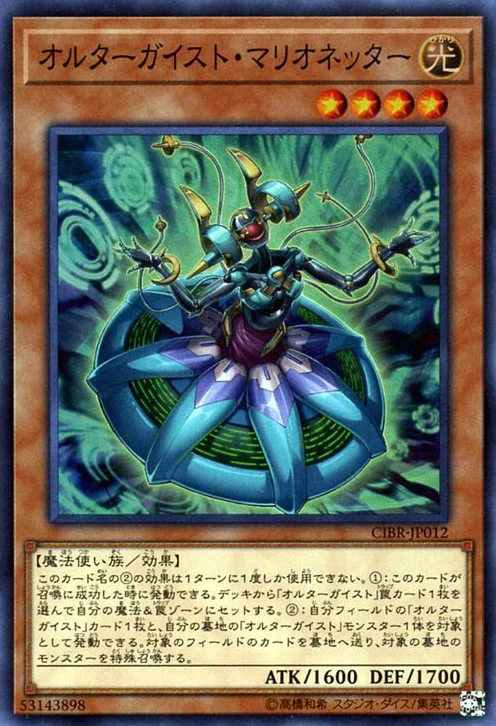 オルターガイスト・マリオネッター
光
CIBR-JP012
【魔法使い族／効果】
このカード名の②の効果は1ターンに1度しか使用できない。①：このカードが
召喚に成功した時に発動できる。デッキから「オルターガイスト」罠カード1枚を
選んで自分の魔法&罠ゾーンにセットする。②：自分フィールドの「オルターガ
イスト」カード1枚と、自分の墓地の「オルターガイスト」モンスター1体を対象
として発動できる。対象のフィールドのカードを墓地へ送り、対象の墓地の
モンスターを特殊召喚する。
ATK/1600 DEF/1700
53143898 ©高橋和希 スタジオ・ダイス/集英社